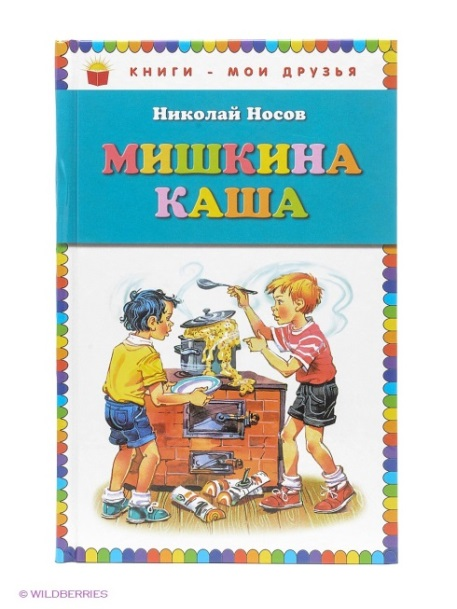 КНИГИ - МОИ ДРУЗЬЯ
Николай Носов
МИШКИНА
КАША
© WILDBERRIES